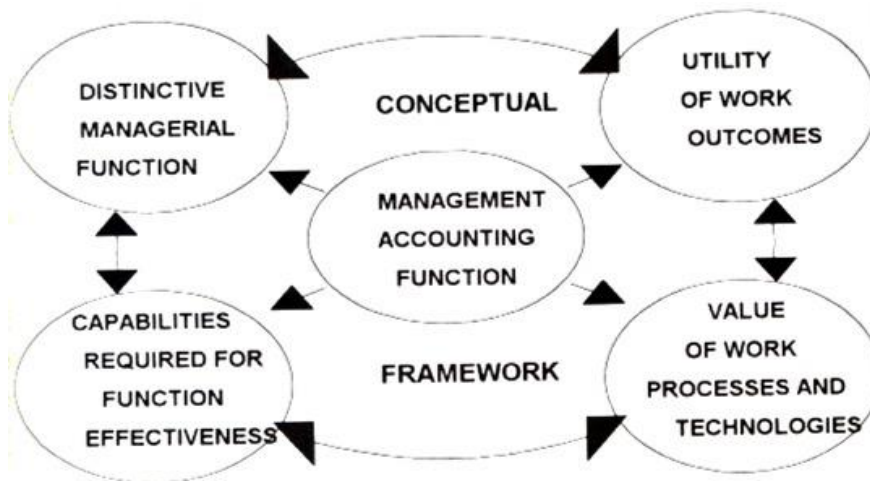 DISTINCTIVE
MANAGERIAL
FUNCTION
CONCEPTUAL
UTILITY
OF WORK
OUTCOMES
MANAGEMENT
ACCOUNTING
FUNCTION
CAPABILITIES
REQUIRED FOR
FUNCTION
EFFECTIVENESS
FRAMEWORK
VALUE
OF WORK
PROCESSES AND
TECHNOLOGIES